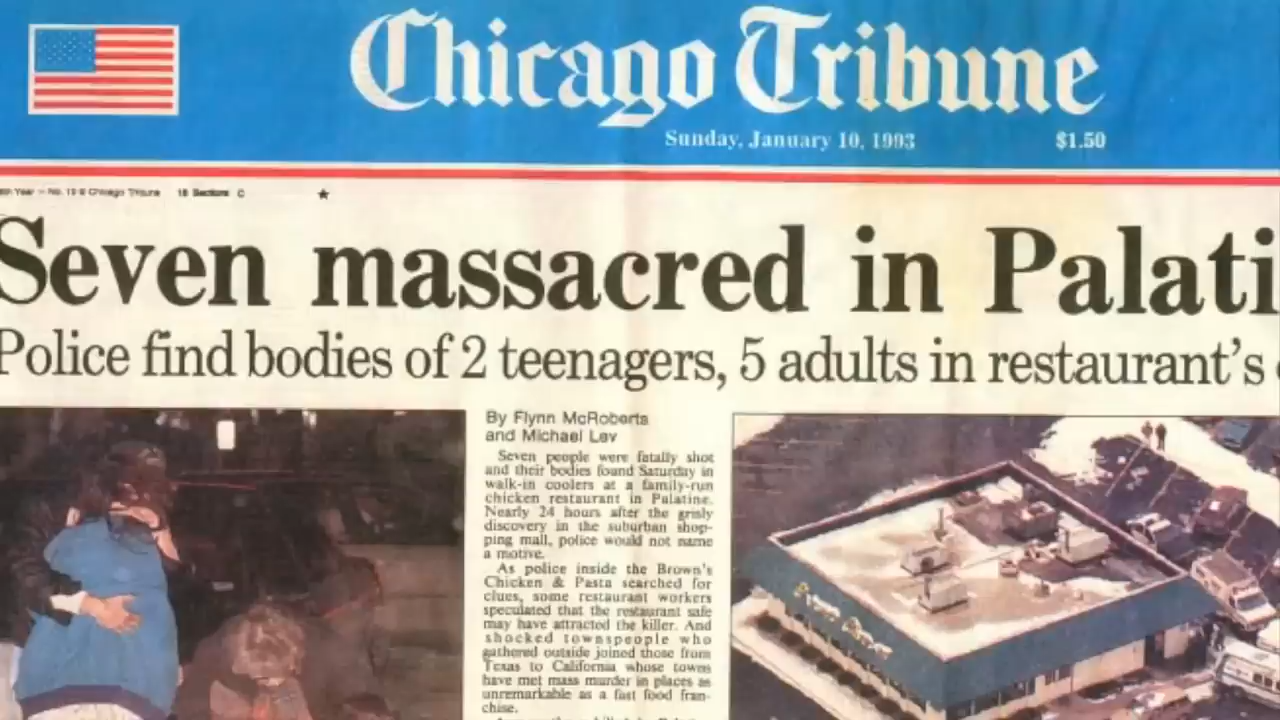 Chicago Tribune
Sunday, January 10, 1993 $1.50
Year — No. 10 © Chicago Tribune 18 Sections C
Seven massacred in Palati
Police find bodies of 2 teenagers, 5 adults in restaurant's
By Flynn McRoberts
and Michael Lev
Seven people were fatally shot
and their bodies found Saturday in
walk-in coolers at a family-run
chicken restaurant in Palatine.
Nearly 24 hours after the grisly
discovery in the suburban shop-
ping mall, police would not name
a motive.
As police inside the Brown's
Chicken & Pasta searched for
clues, some restaurant workers
speculated that the restaurant safe
may have attracted the killer. And
shocked townspeople who
gathered outside joined those from
Texas to California whose towns
have met mass murder in places as
unremarkable as a fast food fran-
chise.